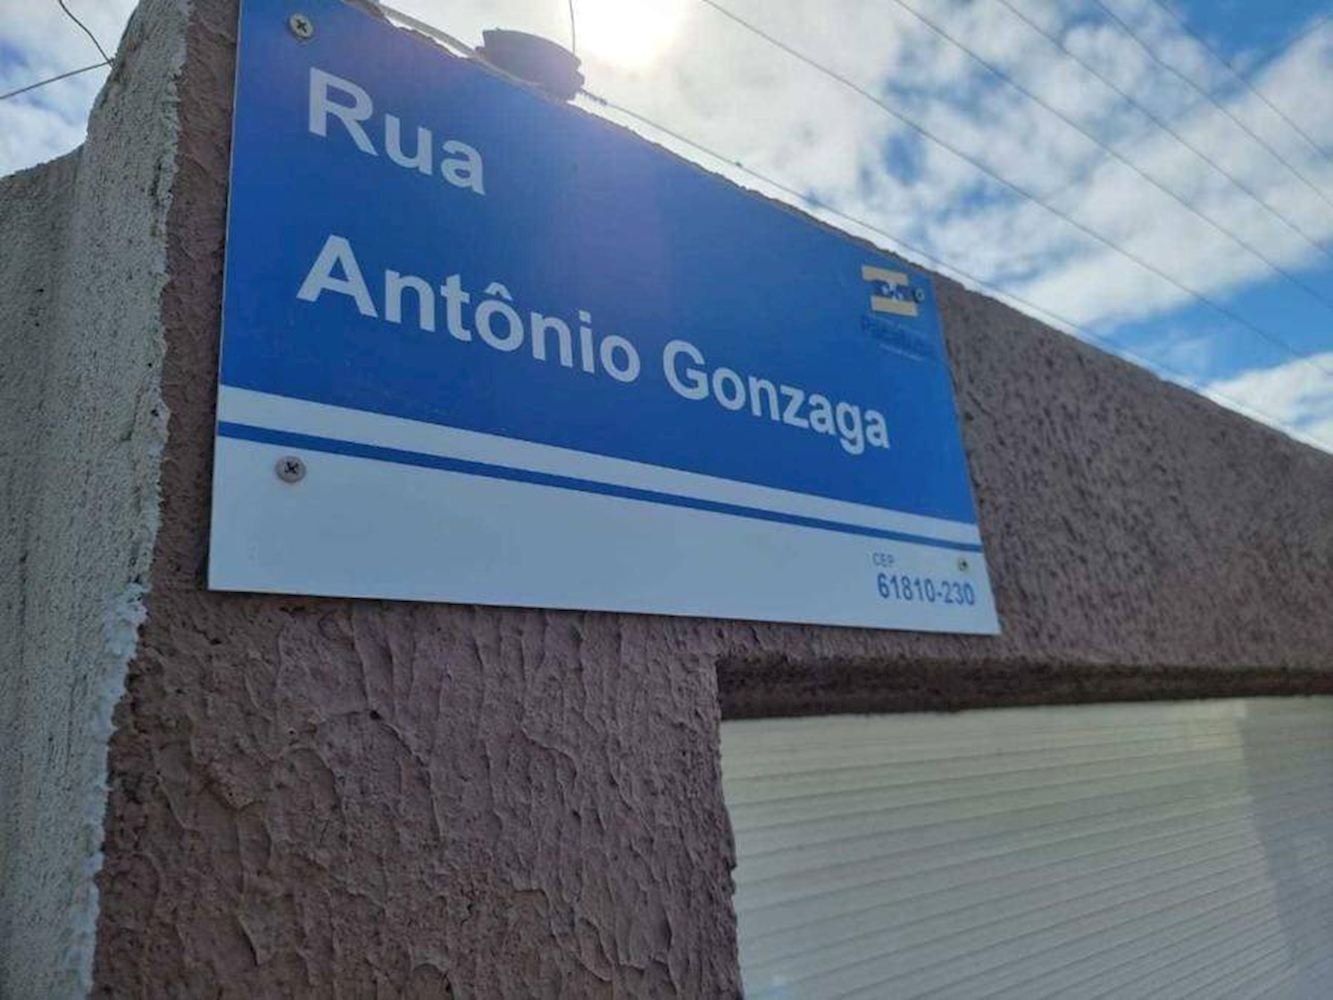 Rua
Antônio Gonzaga
CEP
61810-230